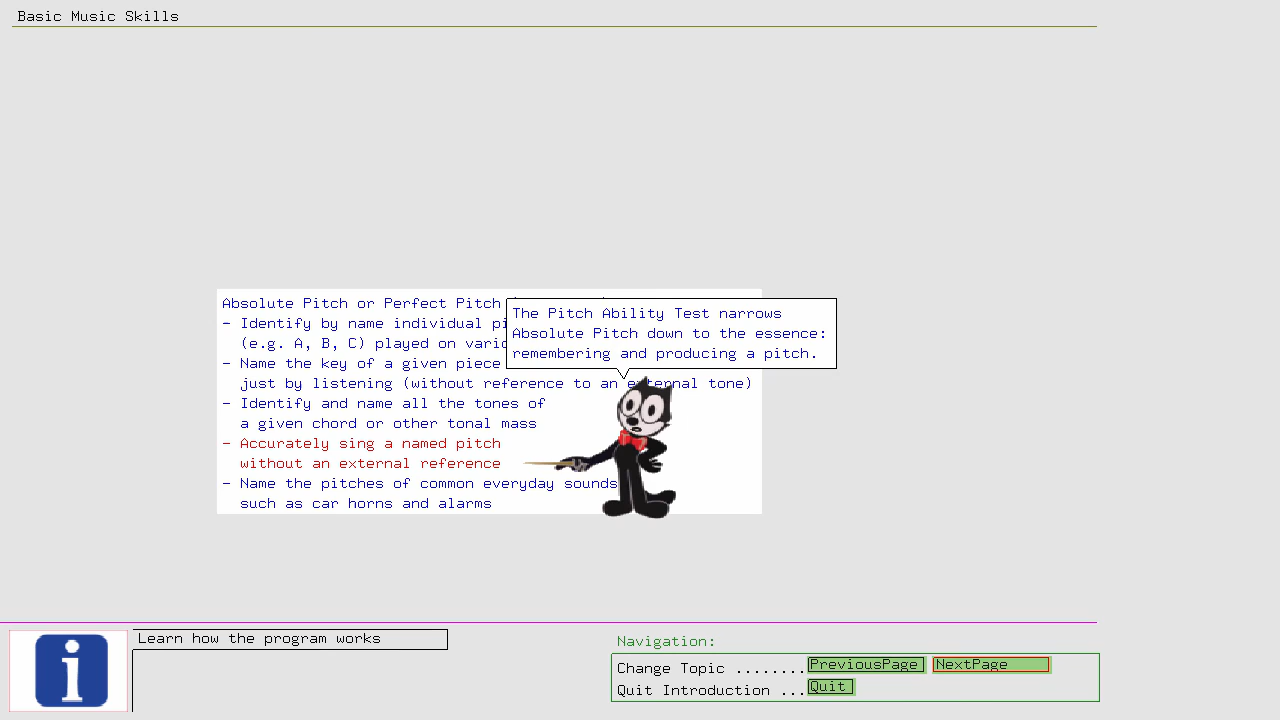 Basic Music Skills
Absolute Pitch or Perfect Pitch
- Identify by name individual
(e.g. A, B, C) played on
- Name the key of a given piece
just by listening (without reference to an external tone)
- Identify and name all the tones of
a given chord or other tonal mass
- Accurately sing a named pitch
without an external reference
- Name the pitches of common everyday sounds
such as car horns and alarms
The Pitch Ability Test narrows
Absolute Pitch down to the essence:
remembering and producing a pitch.
Learn how the program works
Navigation:
Change Topic ........PreviousPage NextPage
Quit Introduction ...Quit
i